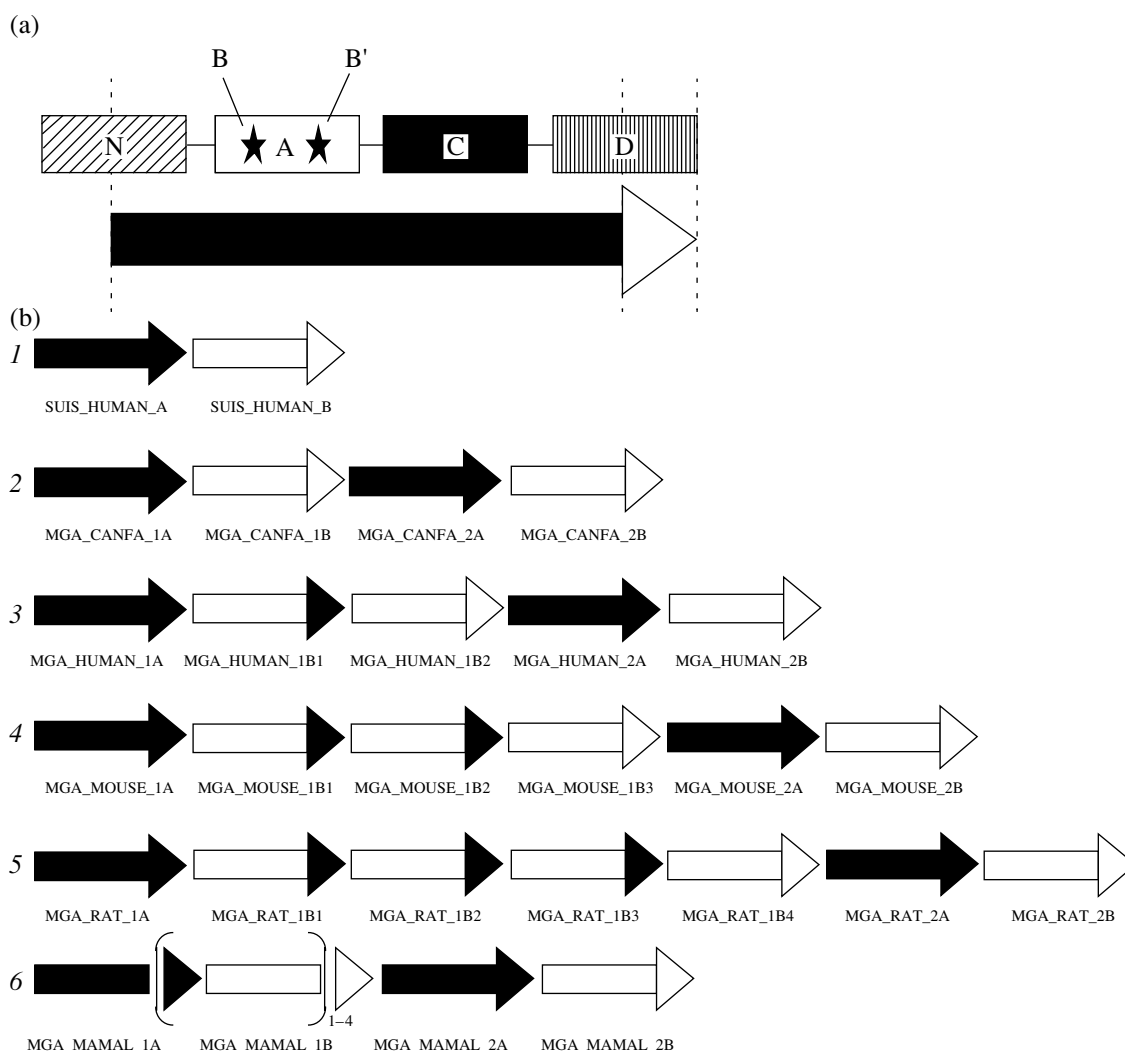 (a)
B B'
N A C D
(b)
1
SUIS_HUMAN_A SUIS_HUMAN_B
2
MGA_CANFA_1A MGA_CANFA_1B MGA_CANFA_2A MGA_CANFA_2B
3
MGA_HUMAN_1A MGA_HUMAN_1B1 MGA_HUMAN_1B2 MGA_HUMAN_2A MGA_HUMAN_2B
4
MGA_MOUSE_1A MGA_MOUSE_1B1 MGA_MOUSE_1B2 MGA_MOUSE_1B3 MGA_MOUSE_2A MGA_MOUSE_2B
5
MGA_RAT_1A MGA_RAT_1B1 MGA_RAT_1B2 MGA_RAT_1B3 MGA_RAT_1B4 MGA_RAT_2A MGA_RAT_2B
6
1–4
MGA_MAMAL_1A MGA_MAMAL_1B MGA_MAMAL_2A MGA_MAMAL_2B